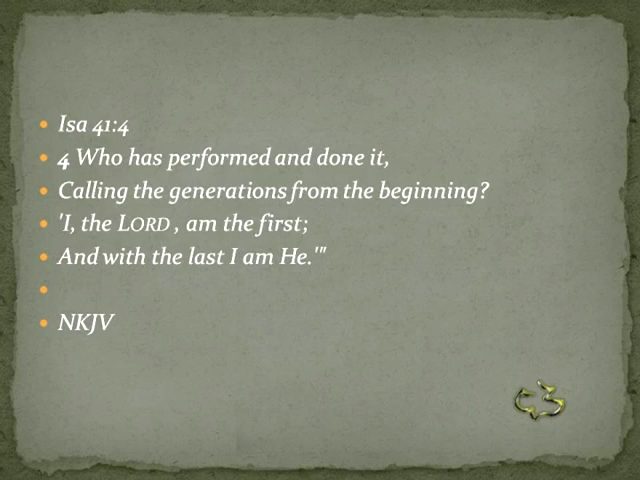 Isa 41:4
4 Who has performed and done it,
Calling the generations from the beginning?
'I, the LORD , am the first;
And with the last I am He.'"
NKJV